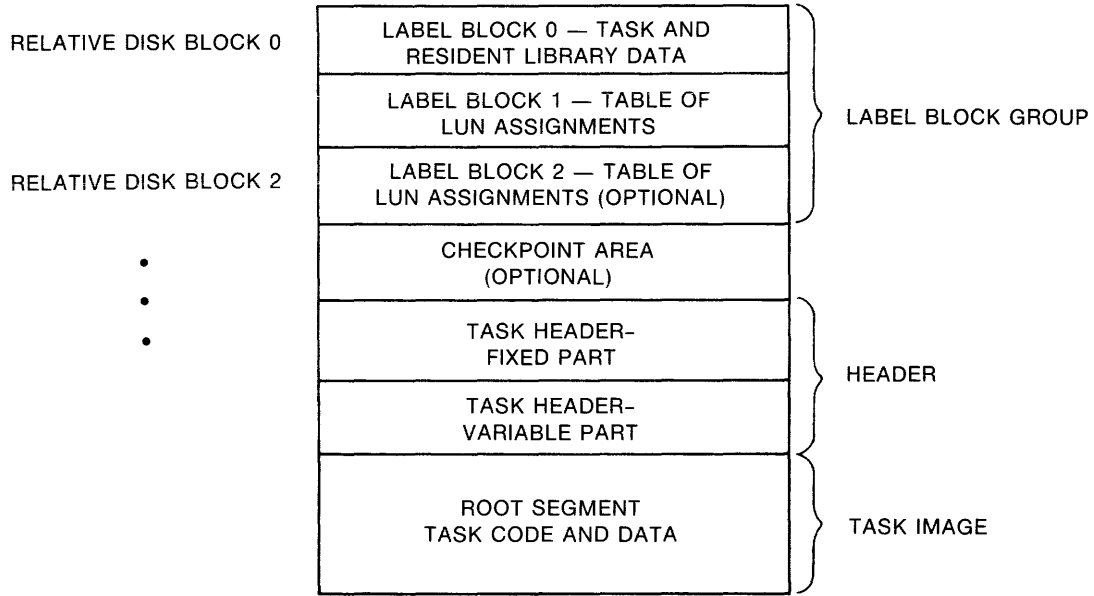 RELATIVE DISK BLOCK 0
LABEL BLOCK 0 — TASK AND
RESIDENT LIBRARY DATA
LABEL BLOCK 1 — TABLE OF
LUN ASSIGNMENTS
LABEL BLOCK GROUP
RELATIVE DISK BLOCK 2
LABEL BLOCK 2 — TABLE OF
LUN ASSIGNMENTS (OPTIONAL)
CHECKPOINT AREA
(OPTIONAL)
TASK HEADER–
FIXED PART
HEADER
TASK HEADER–
VARIABLE PART
ROOT SEGMENT
TASK CODE AND DATA
TASK IMAGE